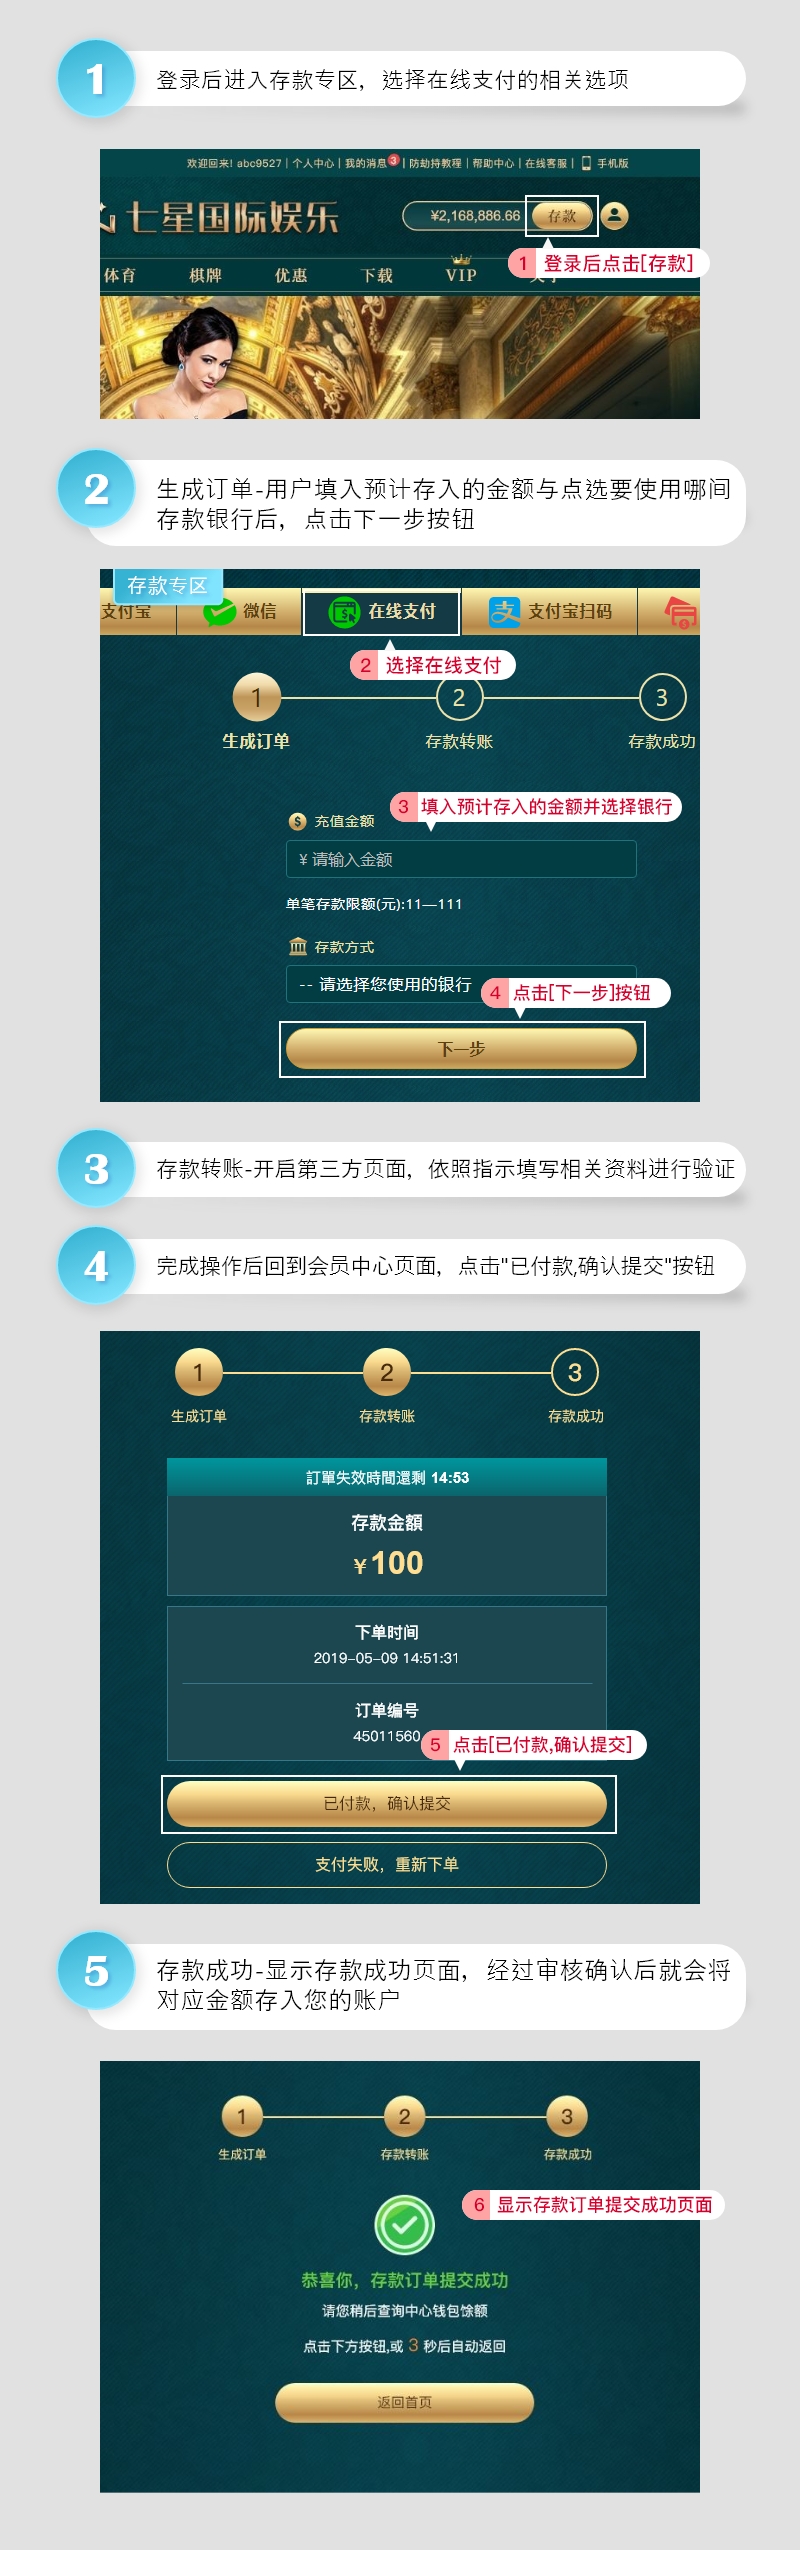 1
登录后进入存款专区，选择在线支付的相关选项
欢迎回来! abc9527 | 个人中心 | 我的消息 3 | 防劫持教程 | 帮助中心 | 在线客服 | 手机版
七星国际娱乐
¥2,168,886.66 存款
1 登录后点击[存款]
体育 棋牌 优惠 下载 VIP
2
生成订单-用户填入预计存入的金额与点选要使用哪间
存款银行后，点击下一步按钮
存款专区
支付宝 微信 在线支付 支付宝扫码
2 选择在线支付
1 2 3
生成订单 存款转账 存款成功
3 填入预计存入的金额并选择银行
充值金额
¥ 请输入金额
单笔存款限额(元):11—111
存款方式
-- 请选择您使用的银行
4 点击[下一步]按钮
下一步
3
存款转账-开启第三方页面，依照指示填写相关资料进行验证
4
完成操作后回到会员中心页面，点击"已付款,确认提交"按钮
1 2 3
生成订单 存款转账 存款成功
訂單失效時間還剩 14:53
存款金額
¥100
下单时间
2019-05-09 14:51:31
订单编号
45011560
5 点击[已付款,确认提交]
已付款，确认提交
支付失败，重新下单
5
存款成功-显示存款成功页面，经过审核确认后就会将
对应金额存入您的账户
1 2 3
生成订单 存款转账 存款成功
6 显示存款订单提交成功页面
恭喜你，存款订单提交成功
请您稍后查询中心钱包馀额
点击下方按钮,或 3 秒后自动返回
返回首页